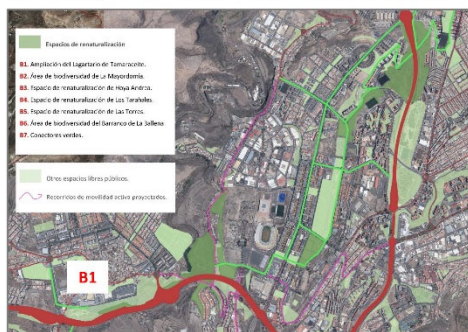 Espacios de renaturalización
B1. Ampliación del Lagartario de Tamaraceite.
B2. Área de biodiversidad de La Mayordomía.
B3. Espacio de renaturalización de Hoya Andrea.
B4. Espacio de renaturalización de Los Tarahales.
B5. Espacio de renaturalización de Las Torres.
B6. Área de biodiversidad del Barranco de La Ballena.
B7. Conectores verdes.
Otros espacios libres públicos.
Recorridos de movilidad activa proyectados.
B1